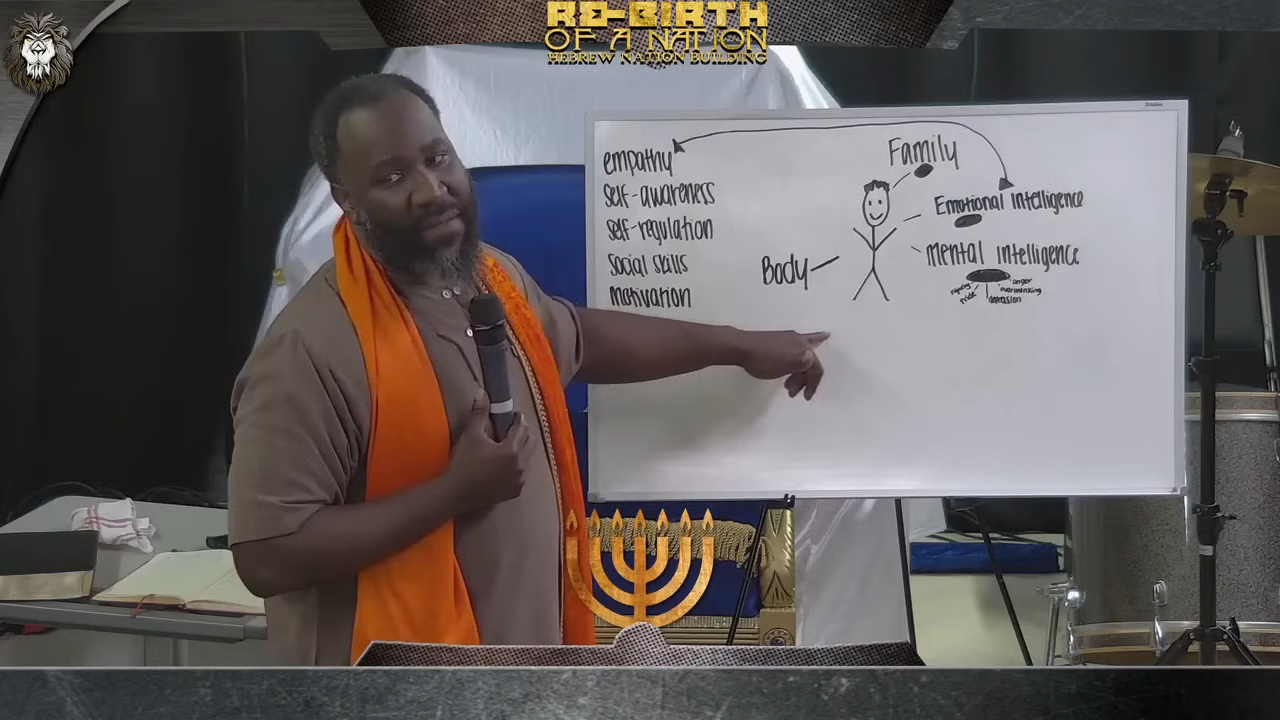 RE-BIRTH
OF A NATION
HEBREW NATION BUILDING
empathy
self-awareness
self-regulation
Social skills
Motivation
Family
Emotional Intelligence
Mental Intelligence
Body
anger
overthinking
depression
pride